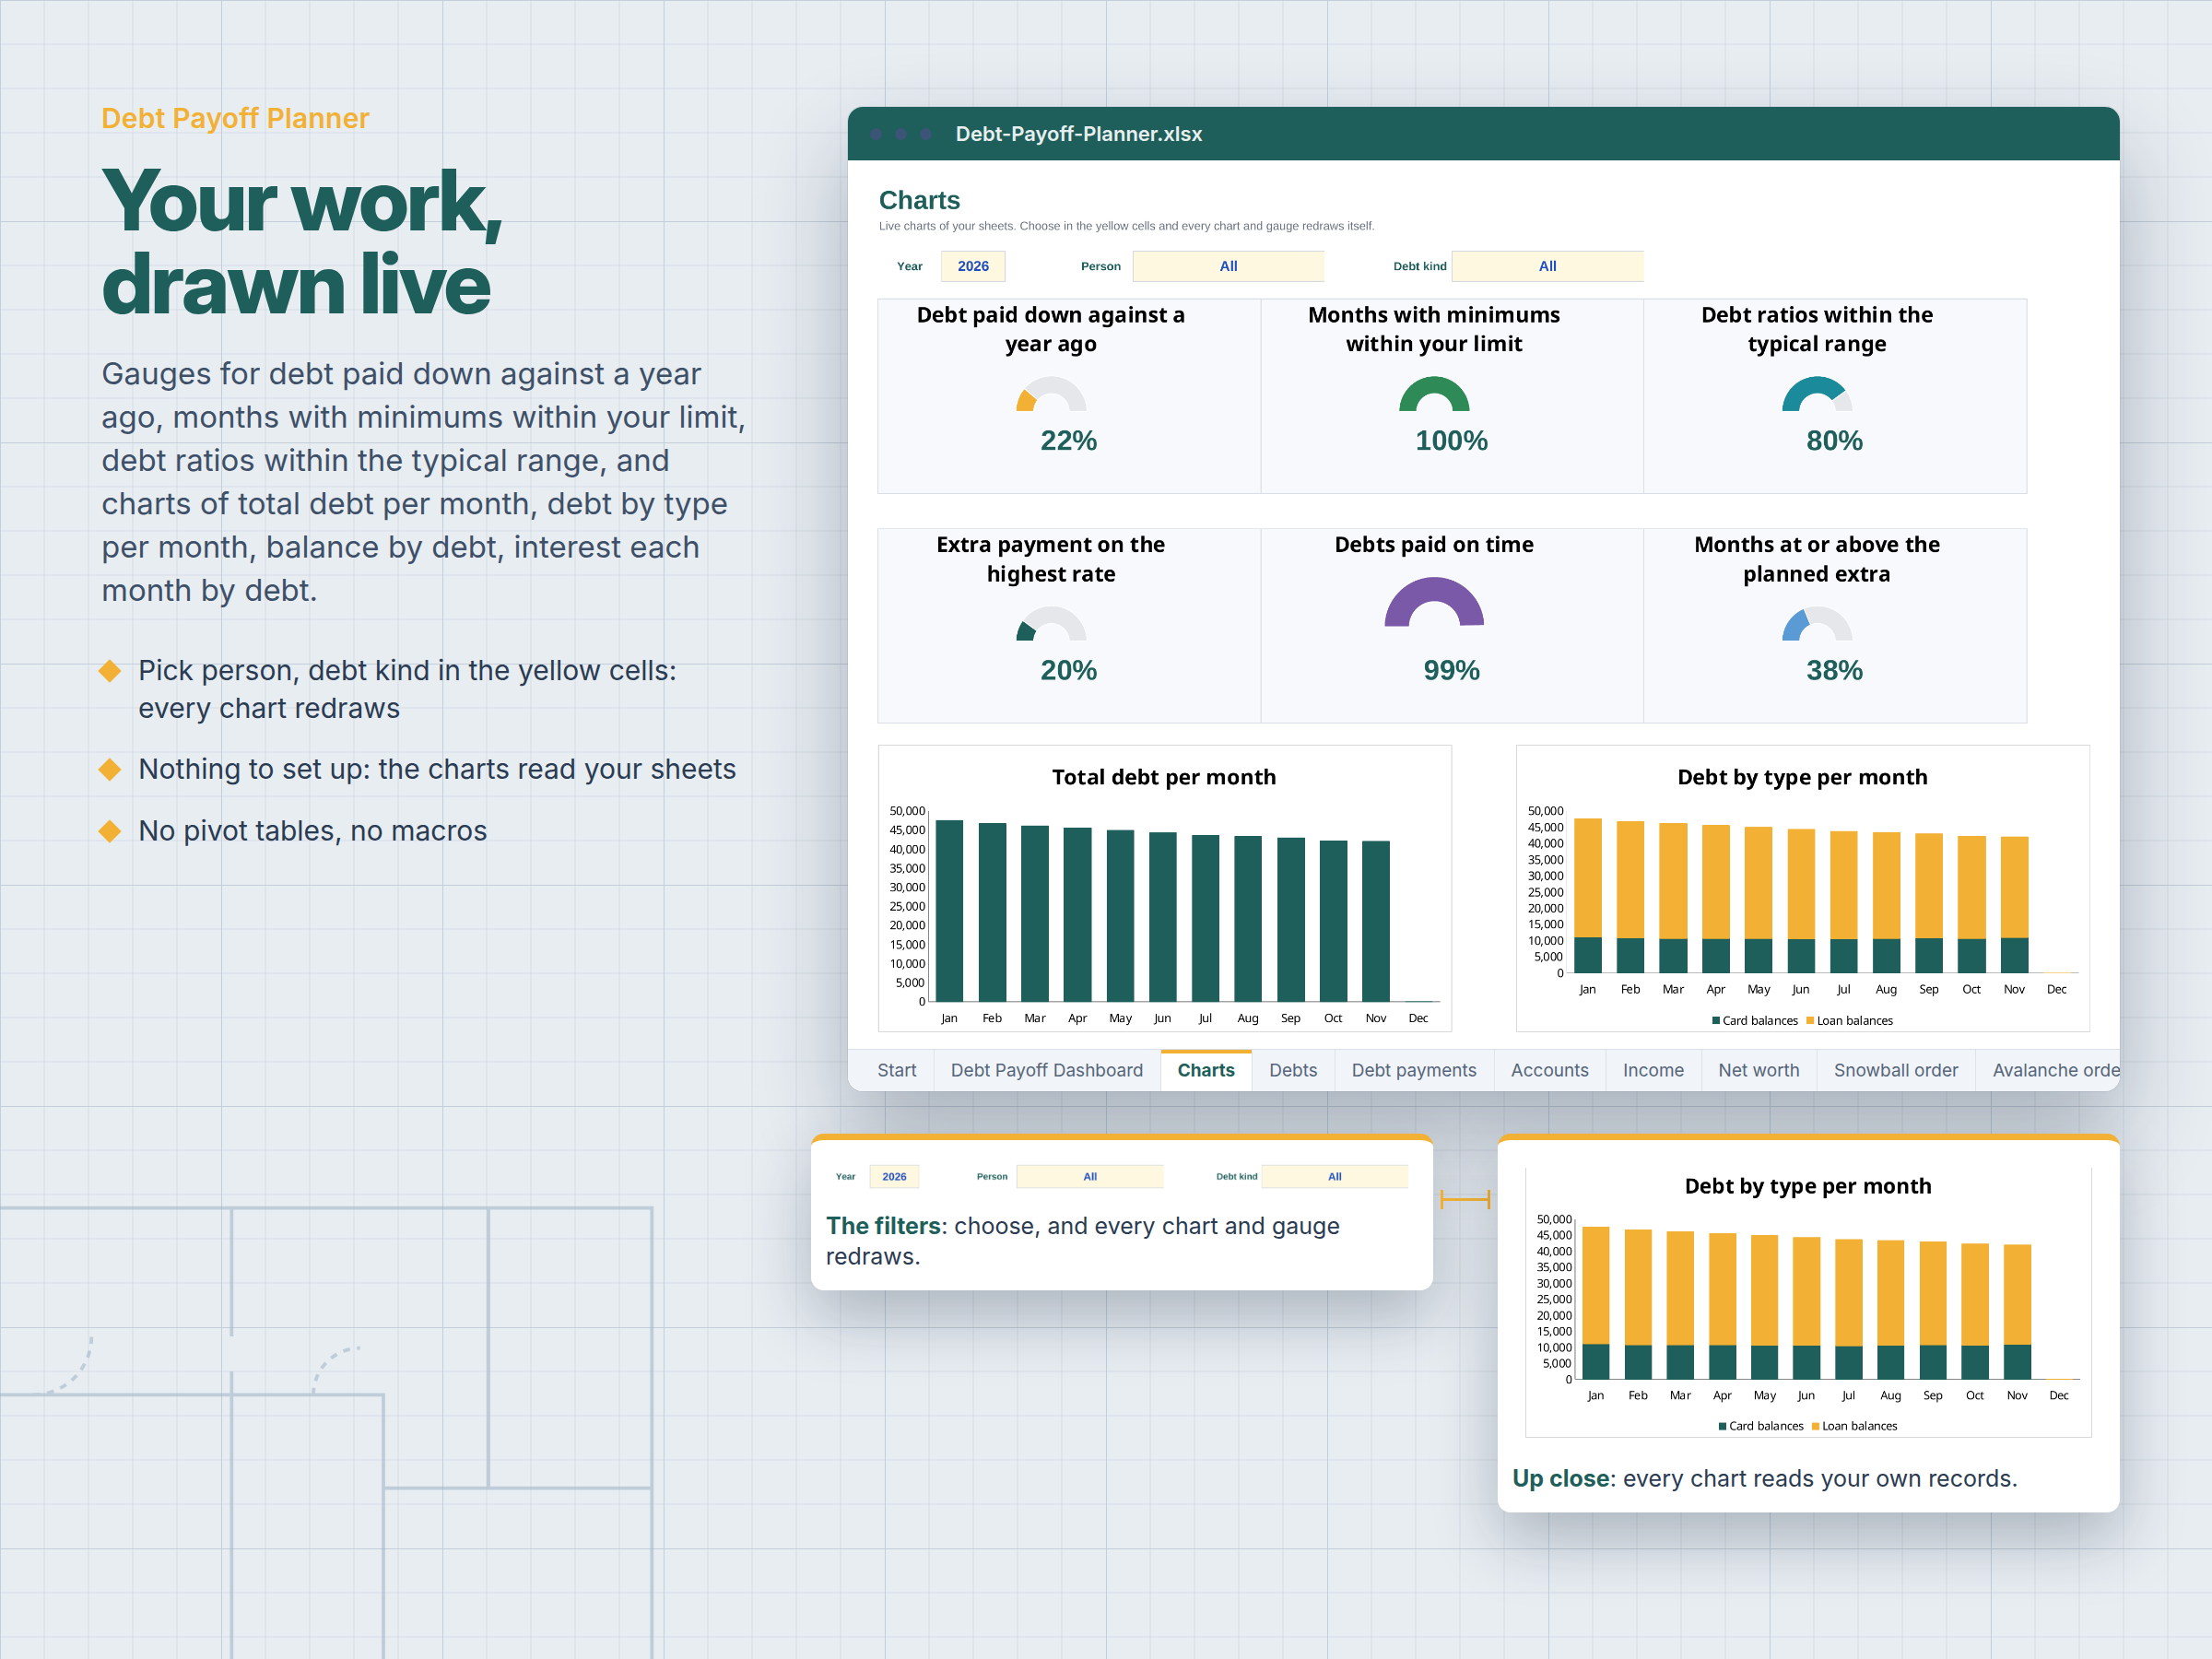 Debt Payoff Planner
Your work,
drawn live
Gauges for debt paid down against a year
ago, months with minimums within your limit,
debt ratios within the typical range, and
charts of total debt per month, debt by type
per month, balance by debt, interest each
month by debt.
Pick person, debt kind in the yellow cells:
every chart redraws
Nothing to set up: the charts read your sheets
No pivot tables, no macros
Debt-Payoff-Planner.xlsx
Charts
Live charts of your sheets. Choose in the yellow cells and every chart and gauge redraws itself.
Year 2026 Person All Debt kind All
Debt paid down against a
year ago
22%
Months with minimums
within your limit
100%
Debt ratios within the
typical range
80%
Extra payment on the
highest rate
20%
Debts paid on time
99%
Months at or above the
planned extra
38%
Total debt per month
50,000
45,000
40,000
35,000
30,000
25,000
20,000
15,000
10,000
5,000
0
Jan Feb Mar Apr May Jun Jul Aug Sep Oct Nov Dec
Debt by type per month
50,000
45,000
40,000
35,000
30,000
25,000
20,000
15,000
10,000
5,000
0
Jan Feb Mar Apr May Jun Jul Aug Sep Oct Nov Dec
Card balances Loan balances
Start Debt Payoff Dashboard Charts Debts Debt payments Accounts Income Net worth Snowball order Avalanche orde
Year 2026 Person All Debt kind All
The filters: choose, and every chart and gauge
redraws.
Debt by type per month
50,000
45,000
40,000
35,000
30,000
25,000
20,000
15,000
10,000
5,000
0
Jan Feb Mar Apr May Jun Jul Aug Sep Oct Nov Dec
Card balances Loan balances
Up close: every chart reads your own records.